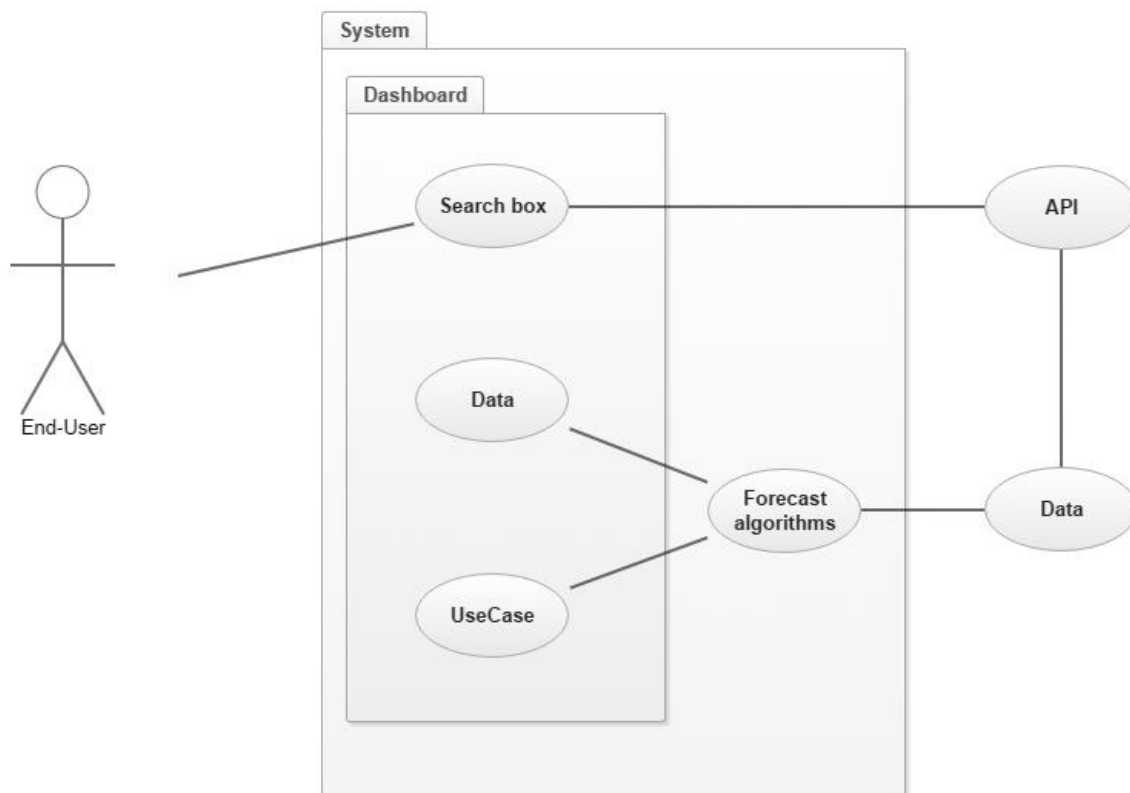 System
Dashboard
Search box
API
End-User
Data
Forecast
algorithms
Data
UseCase